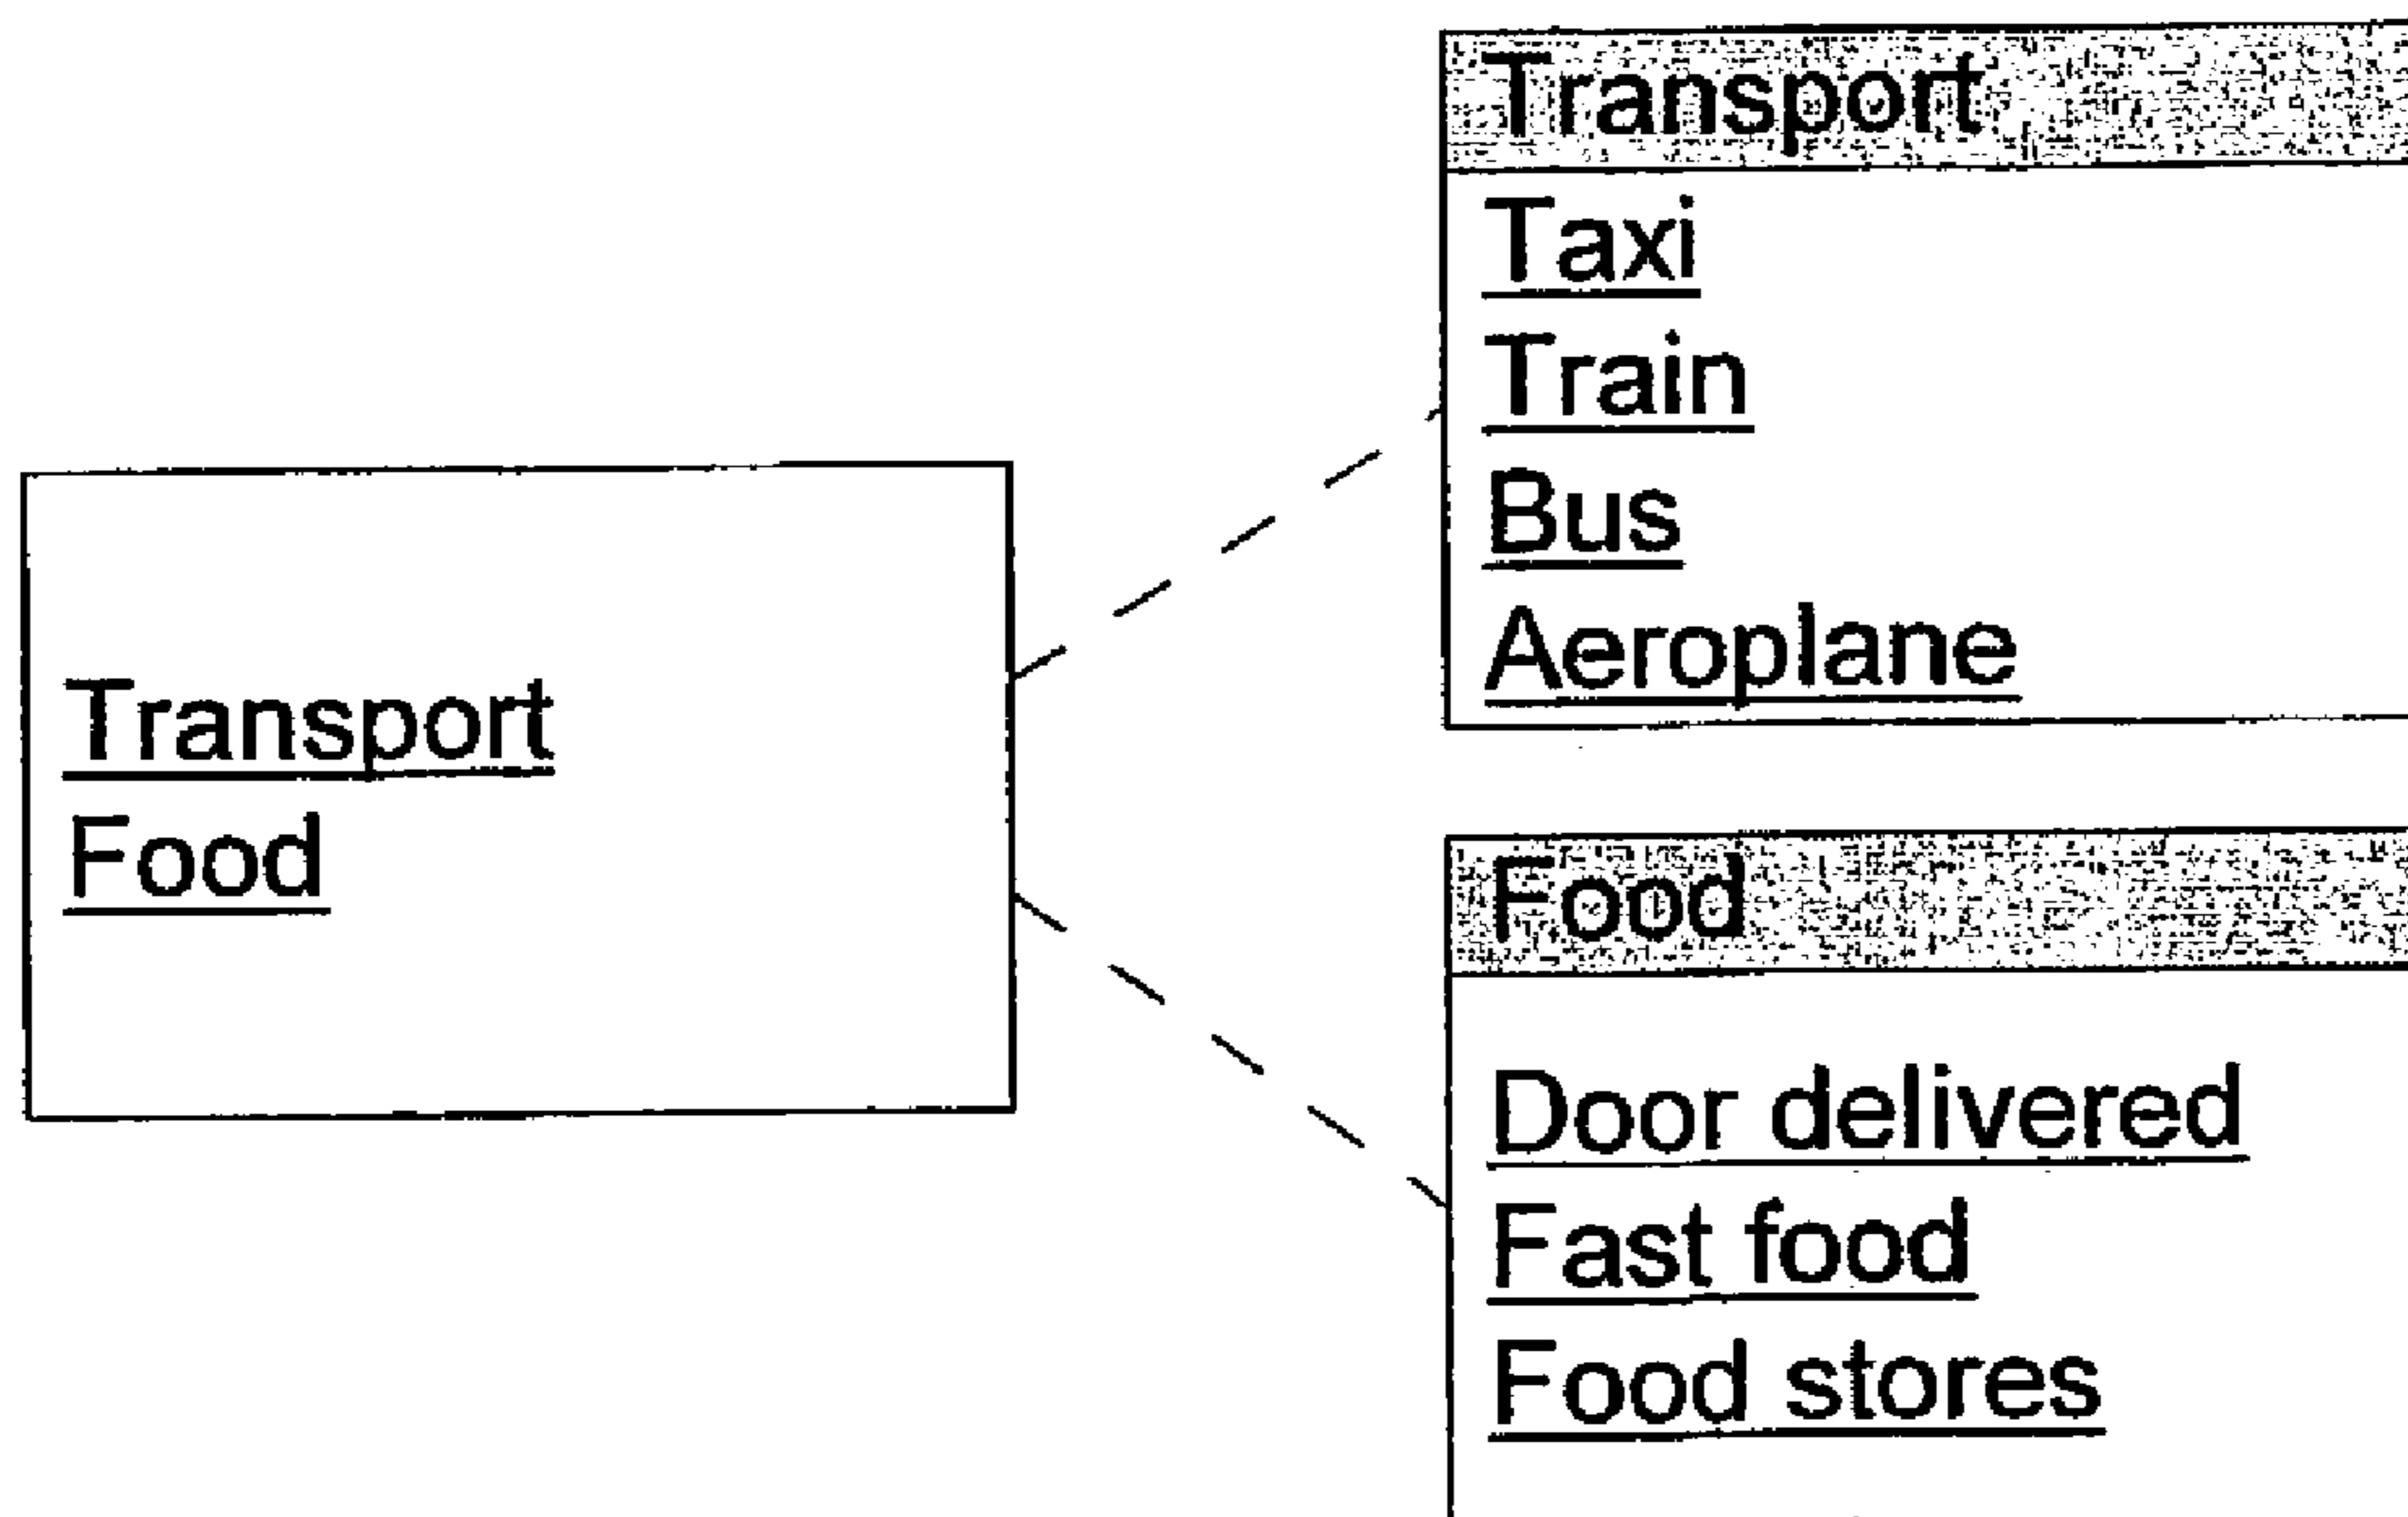 Transport
Food
Transport
Taxi
Train
Bus
Aeroplane
Food
Door delivered
Fast food
Food stores